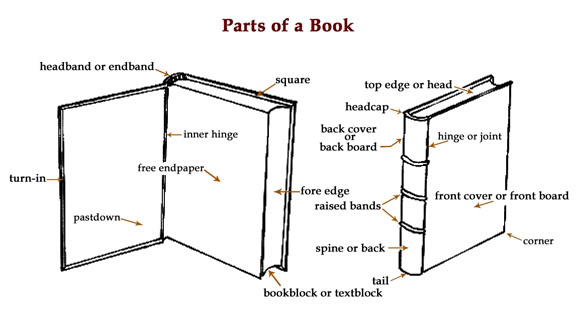 Parts of a Book
headband or endband
square
inner hinge
free endpaper
turn-in
fore edge
pastdown
bookblock or textblock
top edge or head
headcap
back cover
or
back board
hinge or joint
raised bands
front cover or front board
spine or back
corner
tail